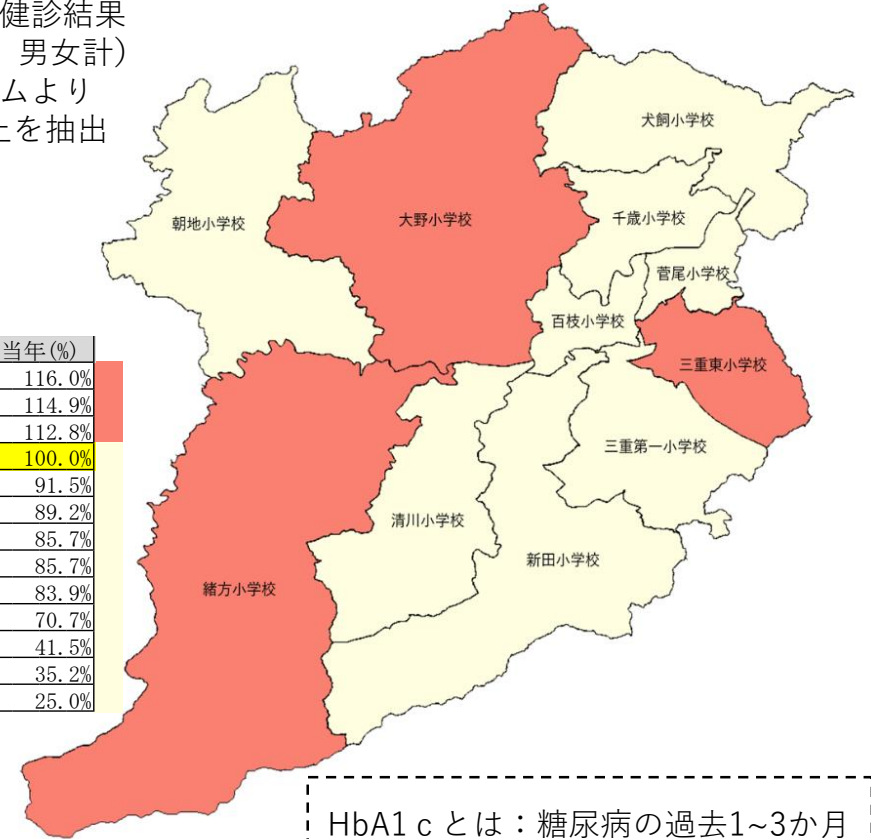 健診結果
男女計)
ムより
上を抽出
犬飼小学校
朝地小学校
大野小学校
千歳小学校
菅尾小学校
百枝小学校
三重東小学校
三重第一小学校
清川小学校
新田小学校
緒方小学校
当年(%)
116.0%
114.9%
112.8%
100.0%
91.5%
89.2%
85.7%
85.7%
83.9%
70.7%
41.5%
35.2%
25.0%
HbA1cとは：糖尿病の過去1~3か月